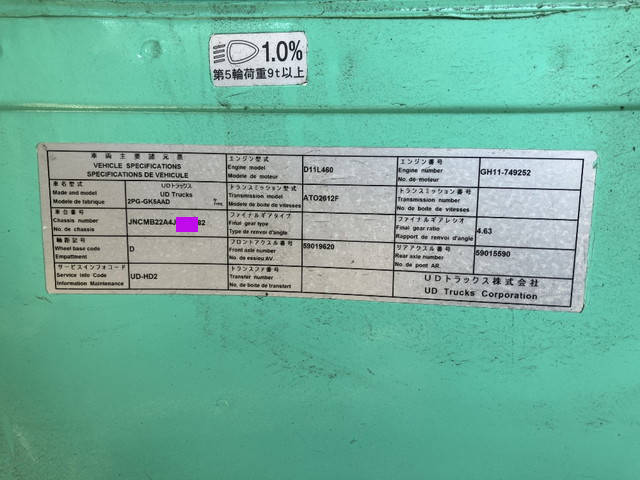 1.0%
第5輪荷重9t以上
車両主要諸元票
VEHICLE SPECIFICATIONS
SPECIFICATIONS DE VEHICULE
車名型式
Made and model
Modele de fabrique
UDトラックス
UD Trucks
2PG-GK5AAD
車台番号
Chassis number
No. de chassis
JNCMB22A4J
82
軸距記号
Wheel base code
Empattement
D
サービスインフォコード
Service info Code
Information Maintenance
UD-HD2
エンジン型式
Engine model
Modele de moteur
D11L460
トランスミッション型式
Transmission model
Modele de boite de vitesses
ATO2612F
ファイナルギアタイプ
Final gear type
Type de renvoi d'angle
フロントアクスル番号
Front axle number
No. de essieu AV.
59019620
トランスファ番号
Transfer number
No. de boite de transfert
エンジン番号
Engine number
No. de moteur
GH11-749252
トランスミッション番号
Transmission number
No. de boite de vitesses
ファイナルギアレシオ
Final gear ratio
Rapport de renvoi d'angle
4.63
リアアクスル番号
Rear axle number
No. de pont AR.
59015590
UDトラックス株式会社
UD Trucks Corporation